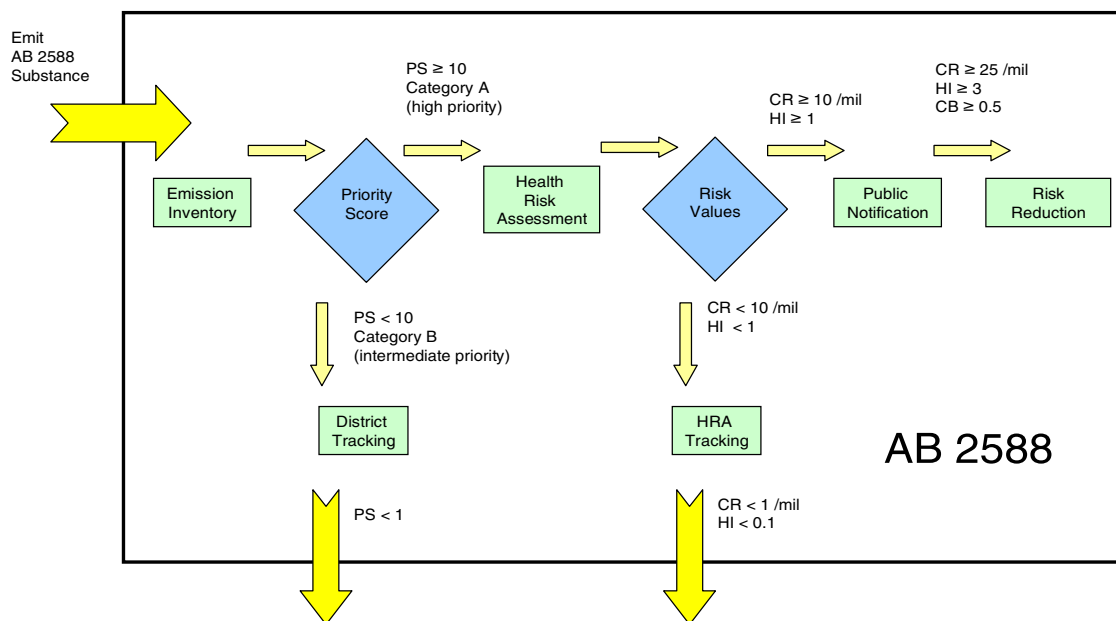 Emit
AB 2588
Substance
PS ≥ 10
Category A
(high priority)
CR ≥ 10 /mil
HI ≥ 1
CR ≥ 25 /mil
HI ≥ 3
CB ≥ 0.5
Emission
Inventory
Priority
Score
Health
Risk
Assessment
Risk
Values
Public
Notification
Risk
Reduction
PS < 10
Category B
(intermediate priority)
CR < 10 /mil
HI < 1
District
Tracking
HRA
Tracking
AB 2588
PS < 1
CR < 1 /mil
HI < 0.1